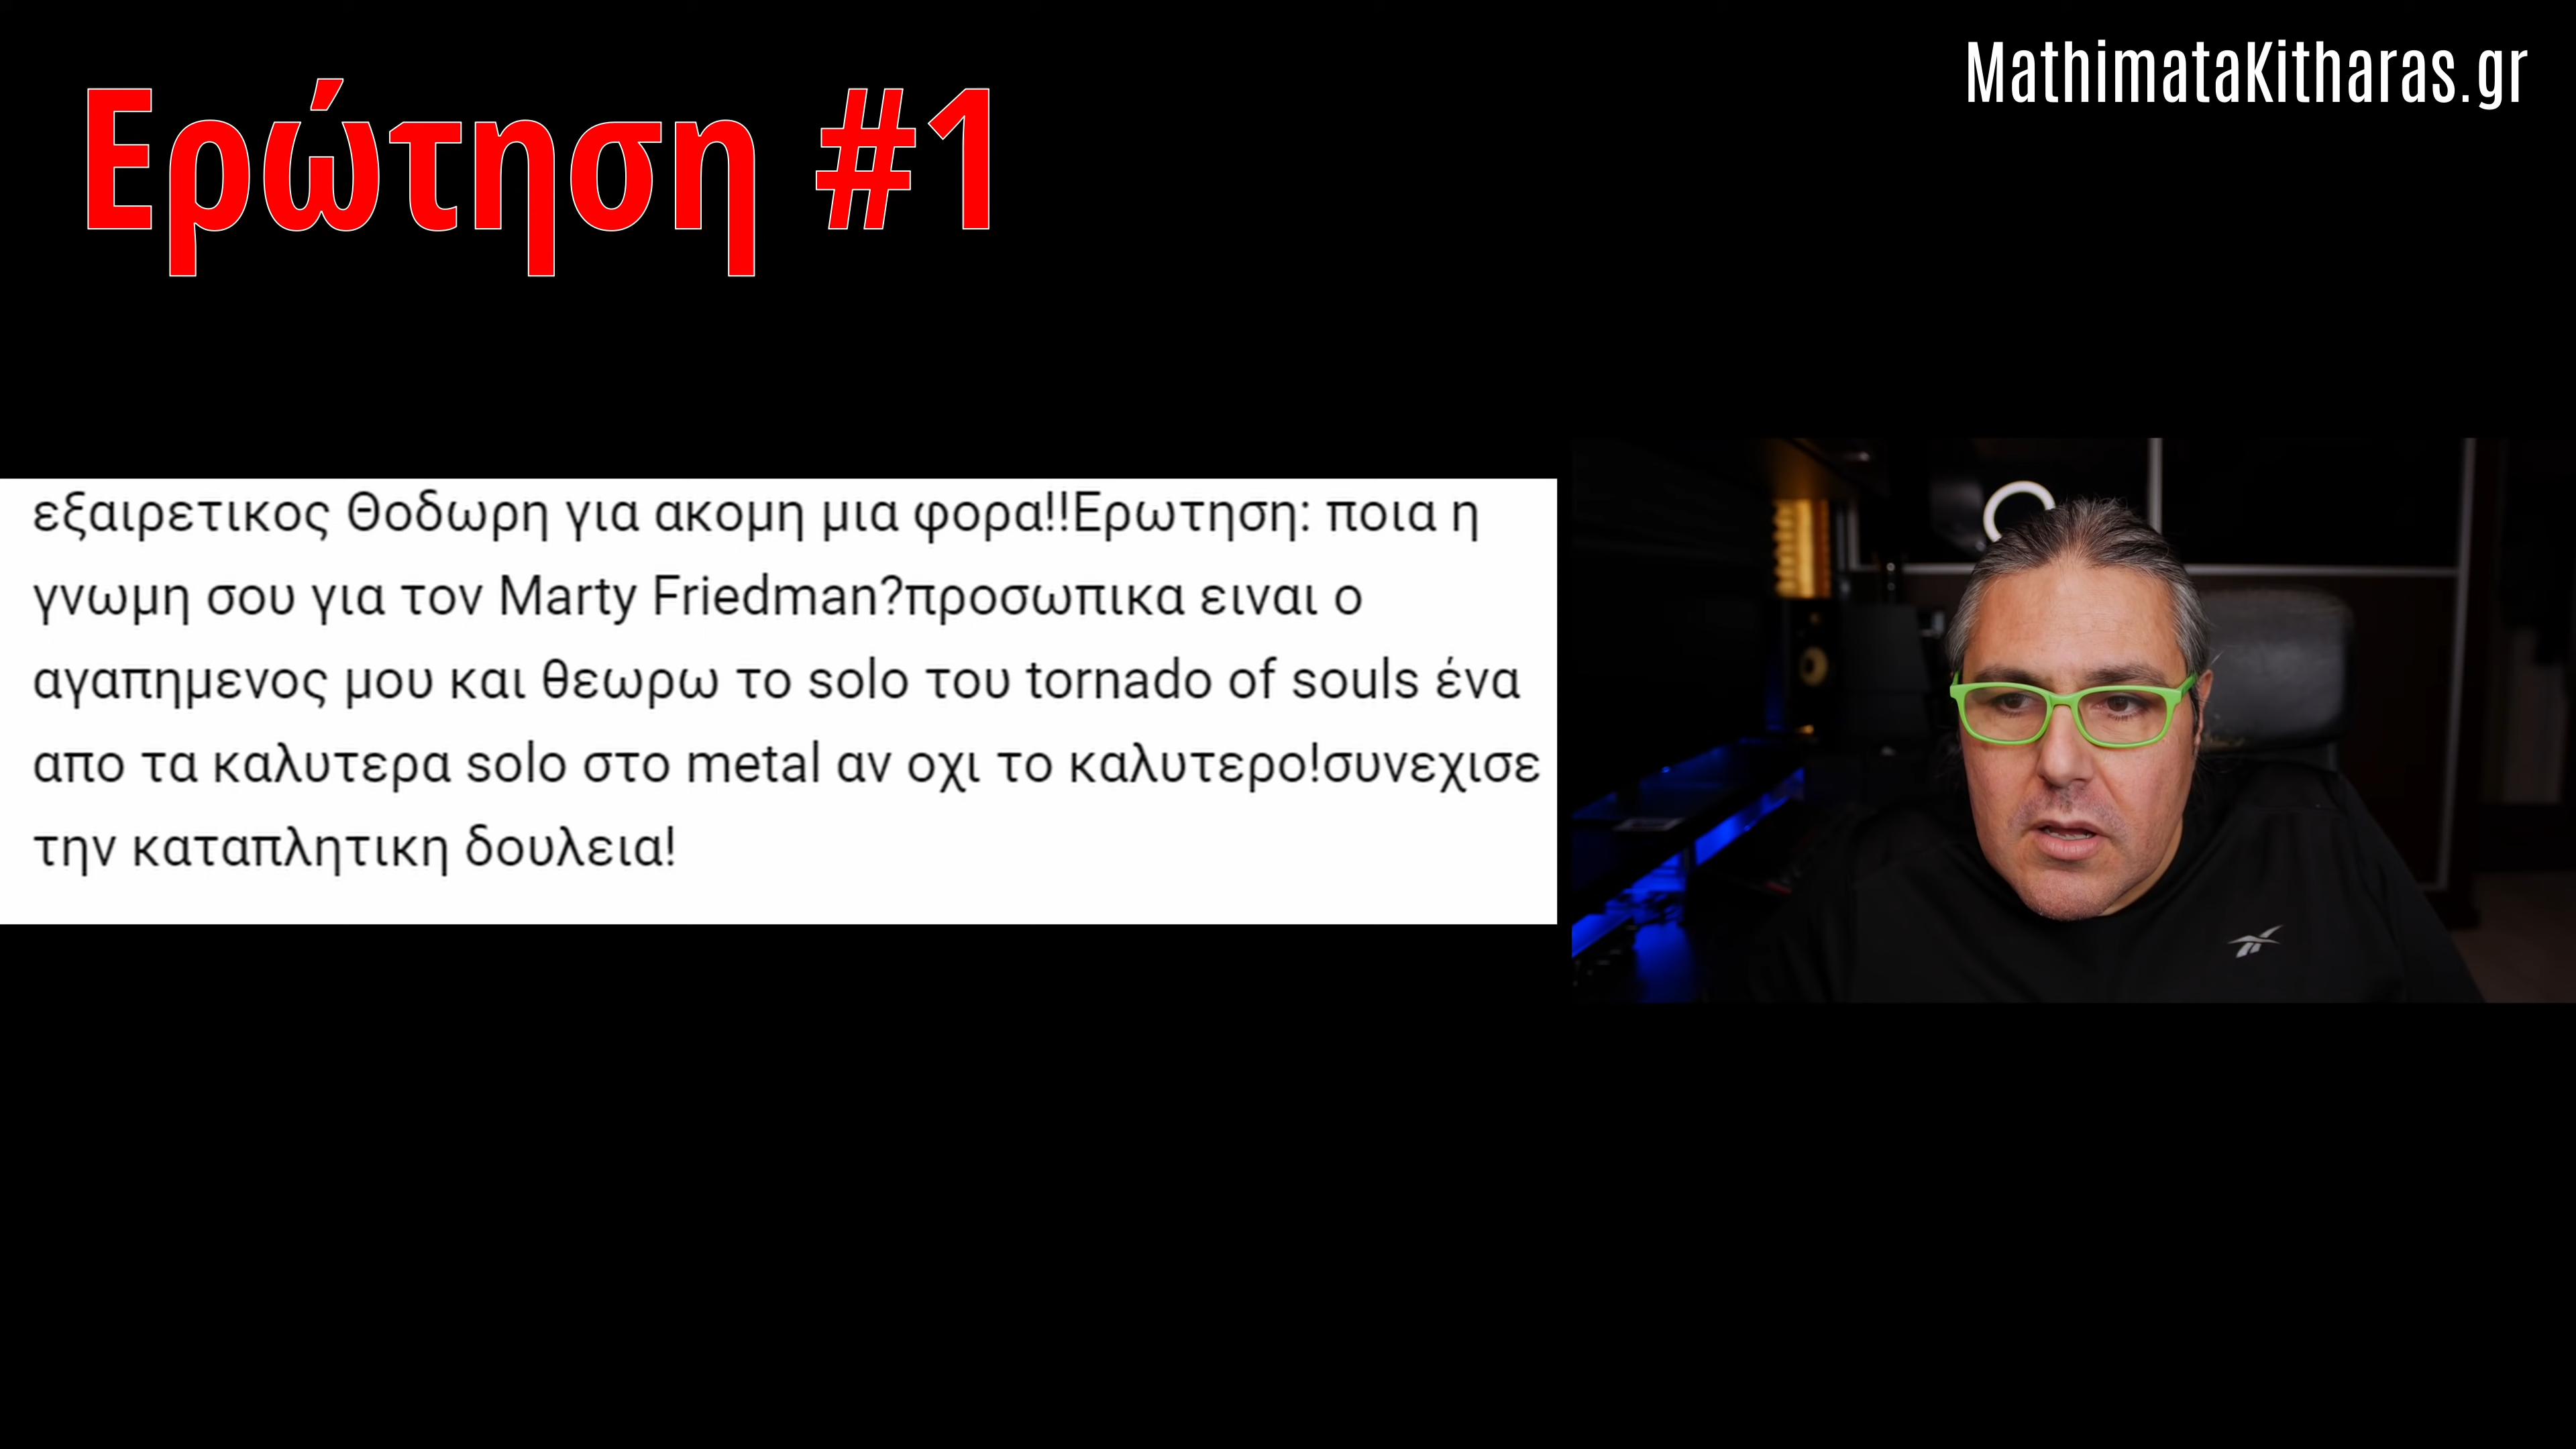 MathimataKitharas.gr
Ερώτηση #1
εξαιρετικος Θοδωρη για ακομη μια φορα!!Ερωτηση: ποια η
γνωμη σου για τον Marty Friedman?προσωπικα ειναι ο
αγαπημενος μου και θεωρω το solo του tornado of souls ένα
απο τα καλυτερα solo στο metal αν οχι το καλυτερο!συνεχισε
την καταπλητικη δουλεια!